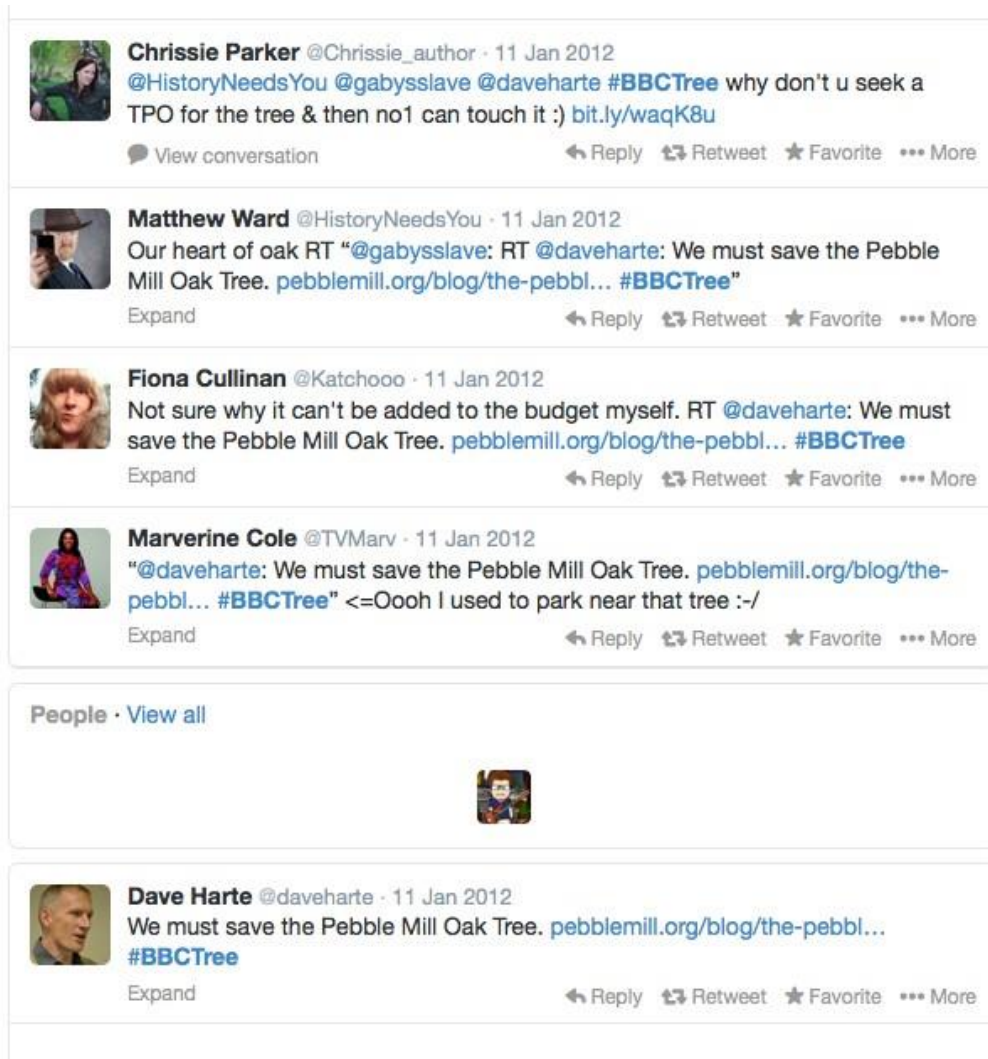 Chrissie Parker @Chrissie_author · 11 Jan 2012
@HistoryNeedsYou @gabysslave @daveharte #BBCTree why don't u seek a
TPO for the tree & then no1 can touch it :) bit.ly/waqK8u
View conversation Reply Retweet Favorite More
Matthew Ward @HistoryNeedsYou · 11 Jan 2012
Our heart of oak RT “@gabysslave: RT @daveharte: We must save the Pebble
Mill Oak Tree. pebblemill.org/blog/the-pebbl... #BBCTree”
Expand Reply Retweet Favorite More
Fiona Cullinan @Katchooo · 11 Jan 2012
Not sure why it can't be added to the budget myself. RT @daveharte: We must
save the Pebble Mill Oak Tree. pebblemill.org/blog/the-pebbl... #BBCTree
Expand Reply Retweet Favorite More
Marverine Cole @TVMarv · 11 Jan 2012
“@daveharte: We must save the Pebble Mill Oak Tree. pebblemill.org/blog/the-
pebbl... #BBCTree” <=Oooh I used to park near that tree :-/
Expand Reply Retweet Favorite More
People · View all
Dave Harte @daveharte · 11 Jan 2012
We must save the Pebble Mill Oak Tree. pebblemill.org/blog/the-pebbl...
#BBCTree
Expand Reply Retweet Favorite More